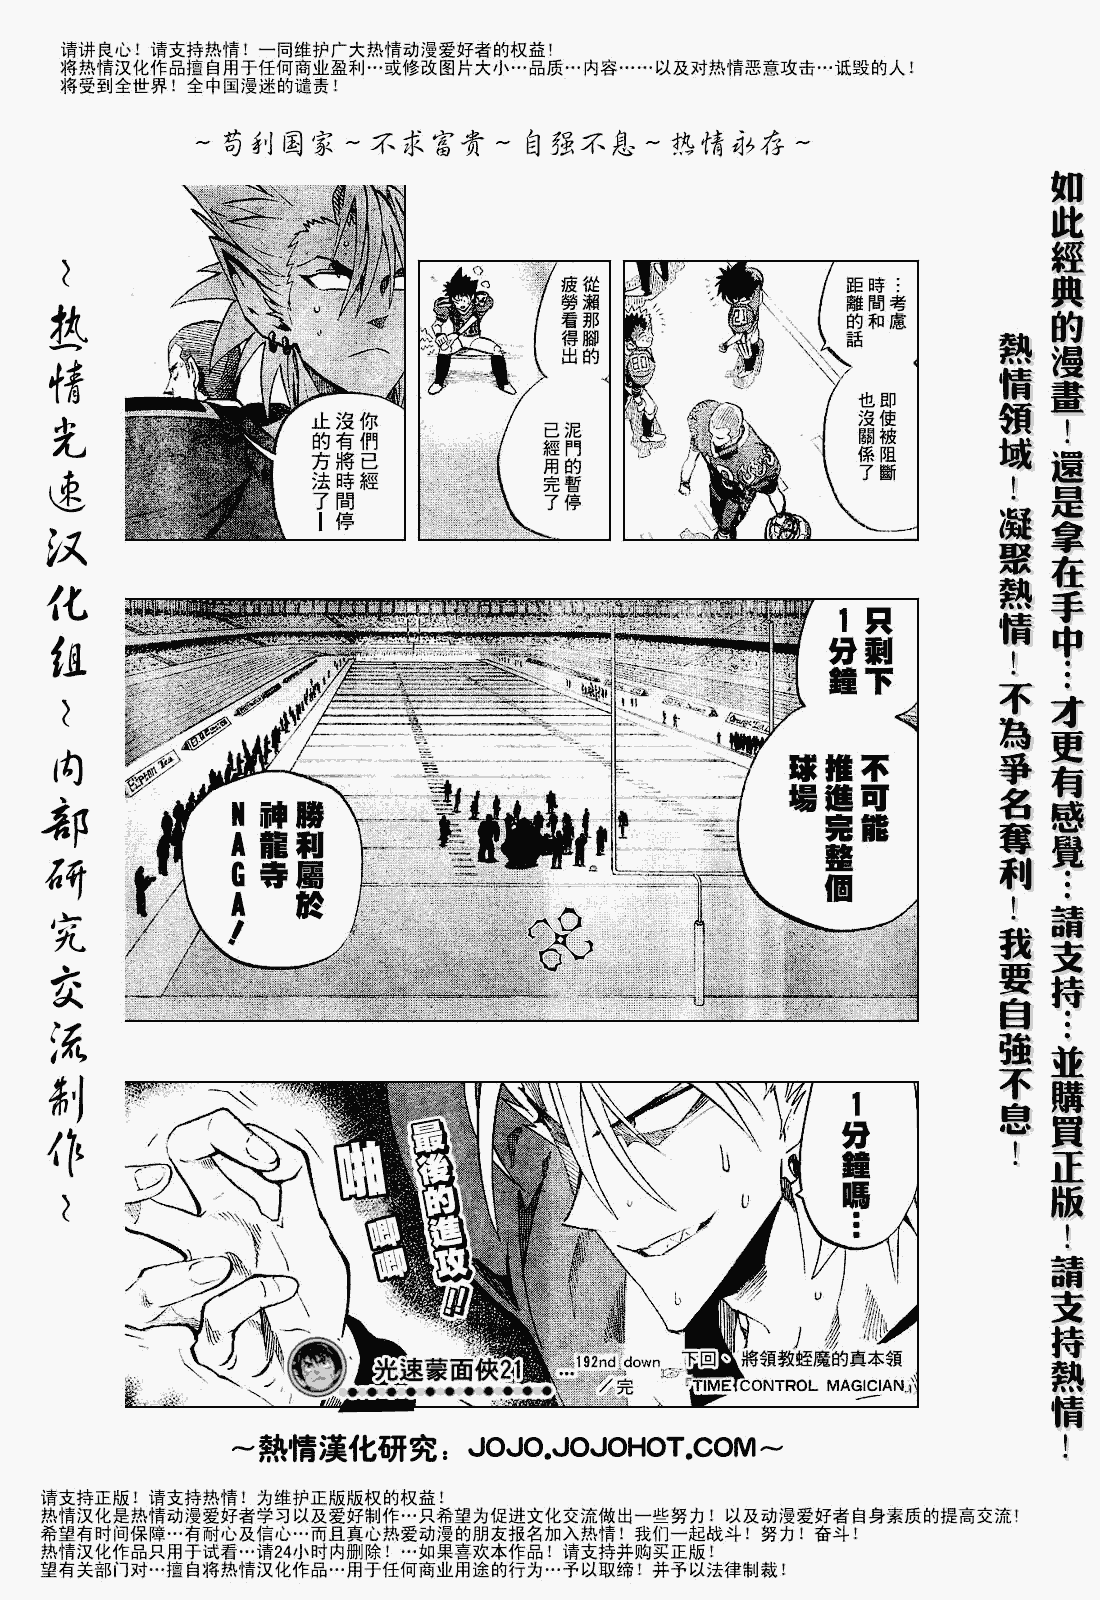 请讲良心！请支持热情！一同维护广大热情动漫爱好者的权益！
将热情汉化作品擅自用于任何商业盈利…或修改图片大小…品质…内容……以及对热情恶意攻击…诋毁的人！
将受到全世界！全中国漫迷的谴责！
～苟利国家～不求富贵～自强不息～热情永存～
如此經典的漫畫！還是拿在手中…才更有感覺…請支持…並購買正版！請支持熱情！
熱情領域！凝聚熱情！不為爭名奪利！我要自強不息！
～热情光速汉化组～内部研究交流制作～
…考慮
時間和
距離的話
即使被阻斷
也沒關係了
從瀨那腳的
疲勞看得出
泥門的暫停
已經用完了
你們已經
沒有將時間停
止的方法了ー
只剩下
1分鐘
不可能
推進完整個
球場
勝利屬於
神龍寺
NAGA！
1分鐘嗎…
最後的進攻!!!
啪
唧唧
光速蒙面俠21
…192nd down
／完
下回、將領教蛭魔的真本領
『TIME CONTROL MAGICIAN』
～熱情漢化研究：JOJO.JOJOHOT.COM～
请支持正版！请支持热情！为维护正版版权的权益！
热情汉化是热情动漫爱好者学习以及爱好制作…只希望为促进文化交流做出一些努力！以及动漫爱好者自身素质的提高交流！
希望有时间保障…有耐心及信心…而且真心热爱动漫的朋友报名加入热情！我们一起战斗！努力！奋斗！
热情汉化作品只用于试看…请24小时内删除！…如果喜欢本作品！请支持并购买正版！
望有关部门对…擅自将热情汉化作品…用于任何商业用途的行为…予以取缔！并予以法律制裁！